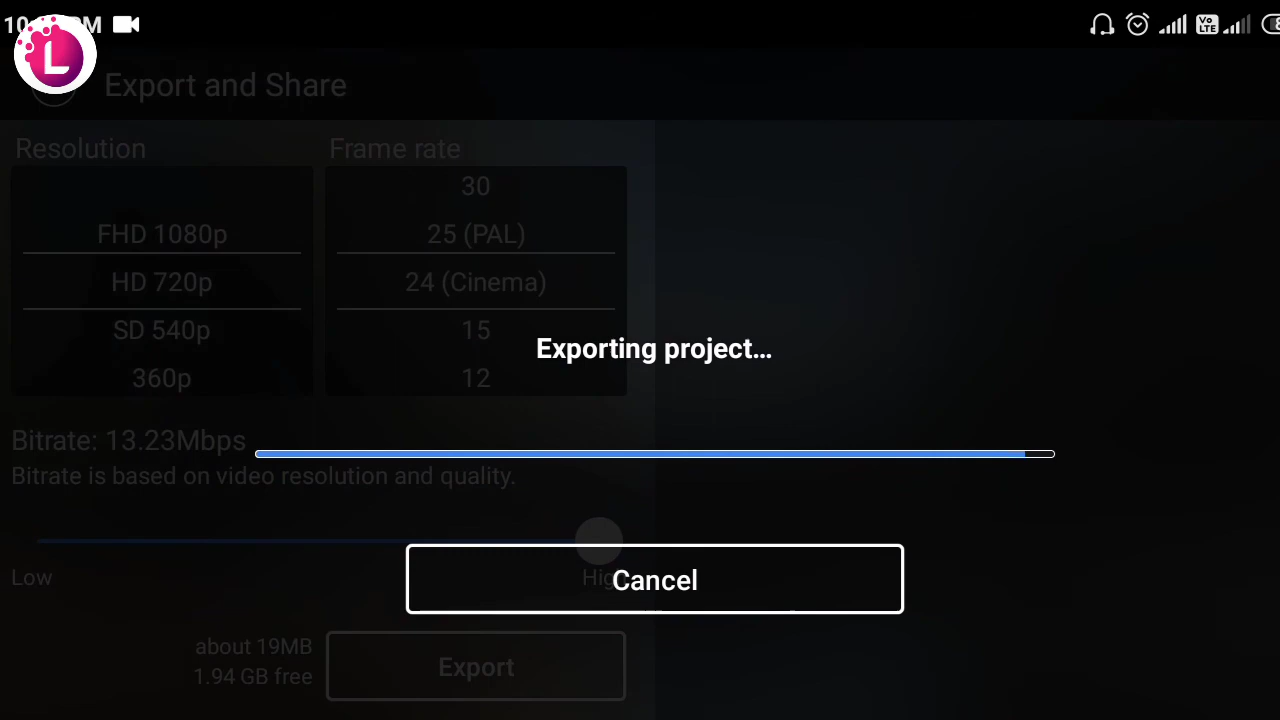 L
Export and Share
Resolution
Frame rate
30
FHD 1080p
25 (PAL)
HD 720p
24 (Cinema)
SD 540p
15
360p
12
Exporting project...
Bitrate: 13.23Mbps
Bitrate is based on video resolution and quality.
Low
Cancel
about 19MB
1.94 GB free
Export